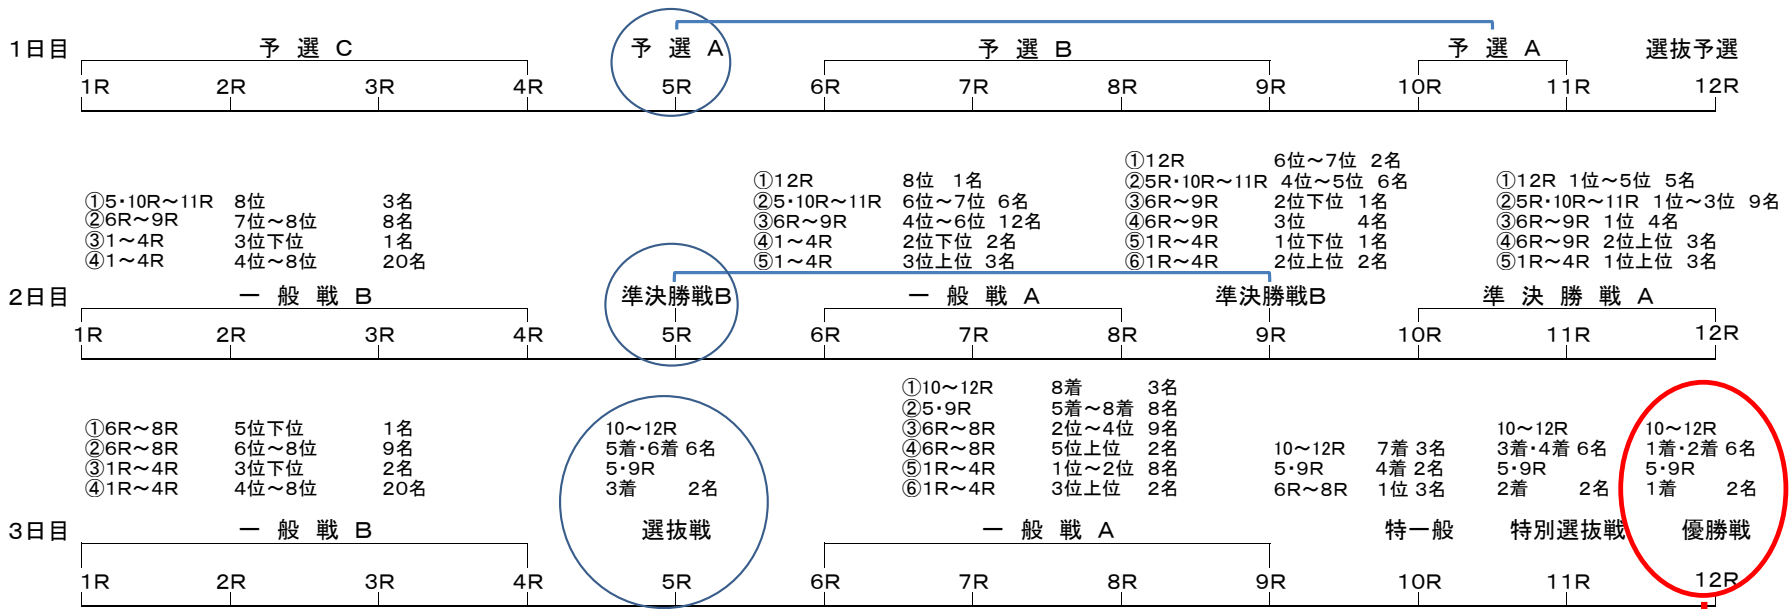 1日目 予 選 C 予 選 A 予 選 B 予 選 A 選抜予選
1R 2R 3R 4R 5R 6R 7R 8R 9R 10R 11R 12R
①5・10R～11R 8位 3名
②6R～9R 7位～8位 8名
③1～4R 3位下位 1名
④1～4R 4位～8位 20名
①12R 8位 1名
②5・10R～11R 6位～7位 6名
③6R～9R 4位～6位 12名
④1～4R 2位下位 2名
⑤1～4R 3位上位 3名
①12R 6位～7位 2名
②5R・10R～11R 4位～5位 6名
③6R～9R 2位下位 1名
④6R～9R 3位 4名
⑤1R～4R 1位下位 1名
⑥1R～4R 2位上位 2名
①12R 1位～5位 5名
②5R・10R～11R 1位～3位 9名
③6R～9R 1位 4名
④6R～9R 2位上位 3名
⑤1R～4R 1位上位 3名
2日目 一 般 戦 B 準決勝戦B 一 般 戦 A 準決勝戦B 準 決 勝 戦 A
1R 2R 3R 4R 5R 6R 7R 8R 9R 10R 11R 12R
①6R～8R 5位下位 1名
②6R～8R 6位～8位 9名
③1R～4R 3位下位 2名
④1R～4R 4位～8位 20名
10～12R
5着・6着 6名
5・9R
3着 2名
①10～12R 8着 3名
②5・9R 5着～8着 8名
③6R～8R 2位～4位 9名
④6R～8R 5位上位 2名
⑤1R～4R 1位～2位 8名
⑥1R～4R 3位上位 2名
10～12R 7着 3名
5・9R 4着 2名
6R～8R 1位 3名
10～12R
3着・4着 6名
5・9R
2着 2名
10～12R
1着・2着 6名
5・9R
1着 2名
3日目 一 般 戦 B 選抜戦 一 般 戦 A 特一般 特別選抜戦 優勝戦
1R 2R 3R 4R 5R 6R 7R 8R 9R 10R 11R 12R